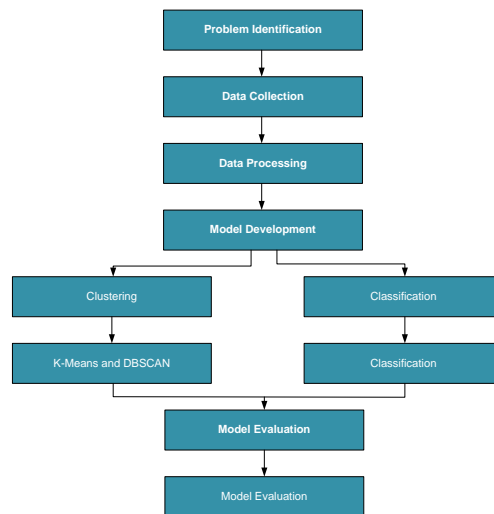 Problem Identification
Data Collection
Data Processing
Model Development
Clustering
Classification
K-Means and DBSCAN
Classification
Model Evaluation
Model Evaluation